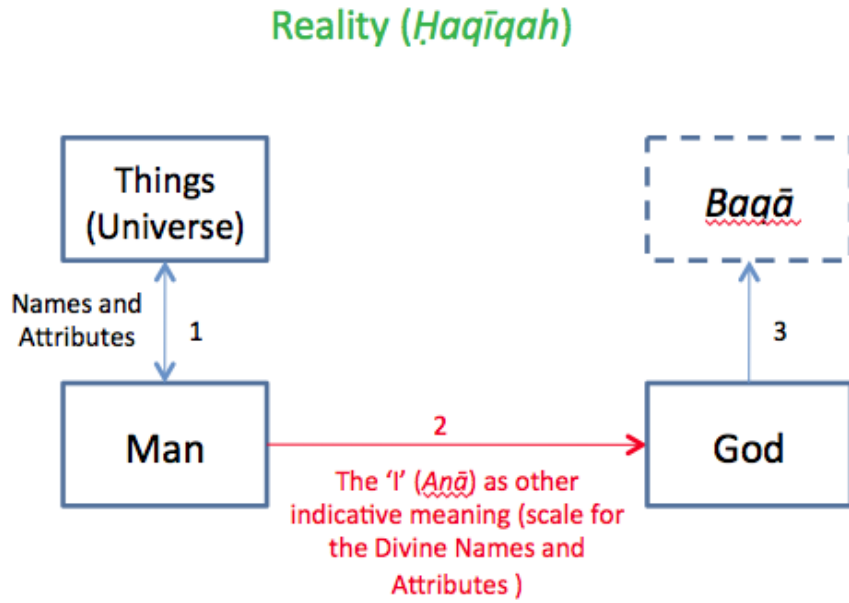 Reality (Ḥaqīqah)
Things
(Universe)
Baqā
Names and
Attributes
1
3
Man
2
God
The ‘I’ (Anā) as other
indicative meaning (scale for
the Divine Names and
Attributes )